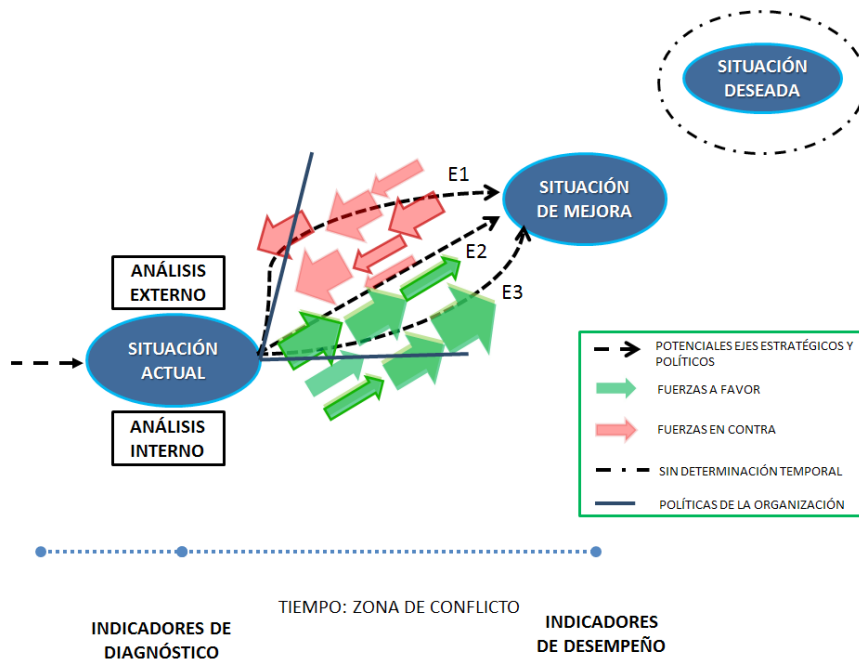 SITUACIÓN
DESEADA
E1
SITUACIÓN
DE MEJORA
E2
E3
ANÁLISIS
EXTERNO
SITUACIÓN
ACTUAL
ANÁLISIS
INTERNO
POTENCIALES EJES ESTRATÉGICOS Y
POLÍTICOS
FUERZAS A FAVOR
FUERZAS EN CONTRA
SIN DETERMINACIÓN TEMPORAL
POLÍTICAS DE LA ORGANIZACIÓN
TIEMPO: ZONA DE CONFLICTO
INDICADORES DE
DIAGNÓSTICO
INDICADORES
DE DESEMPEÑO